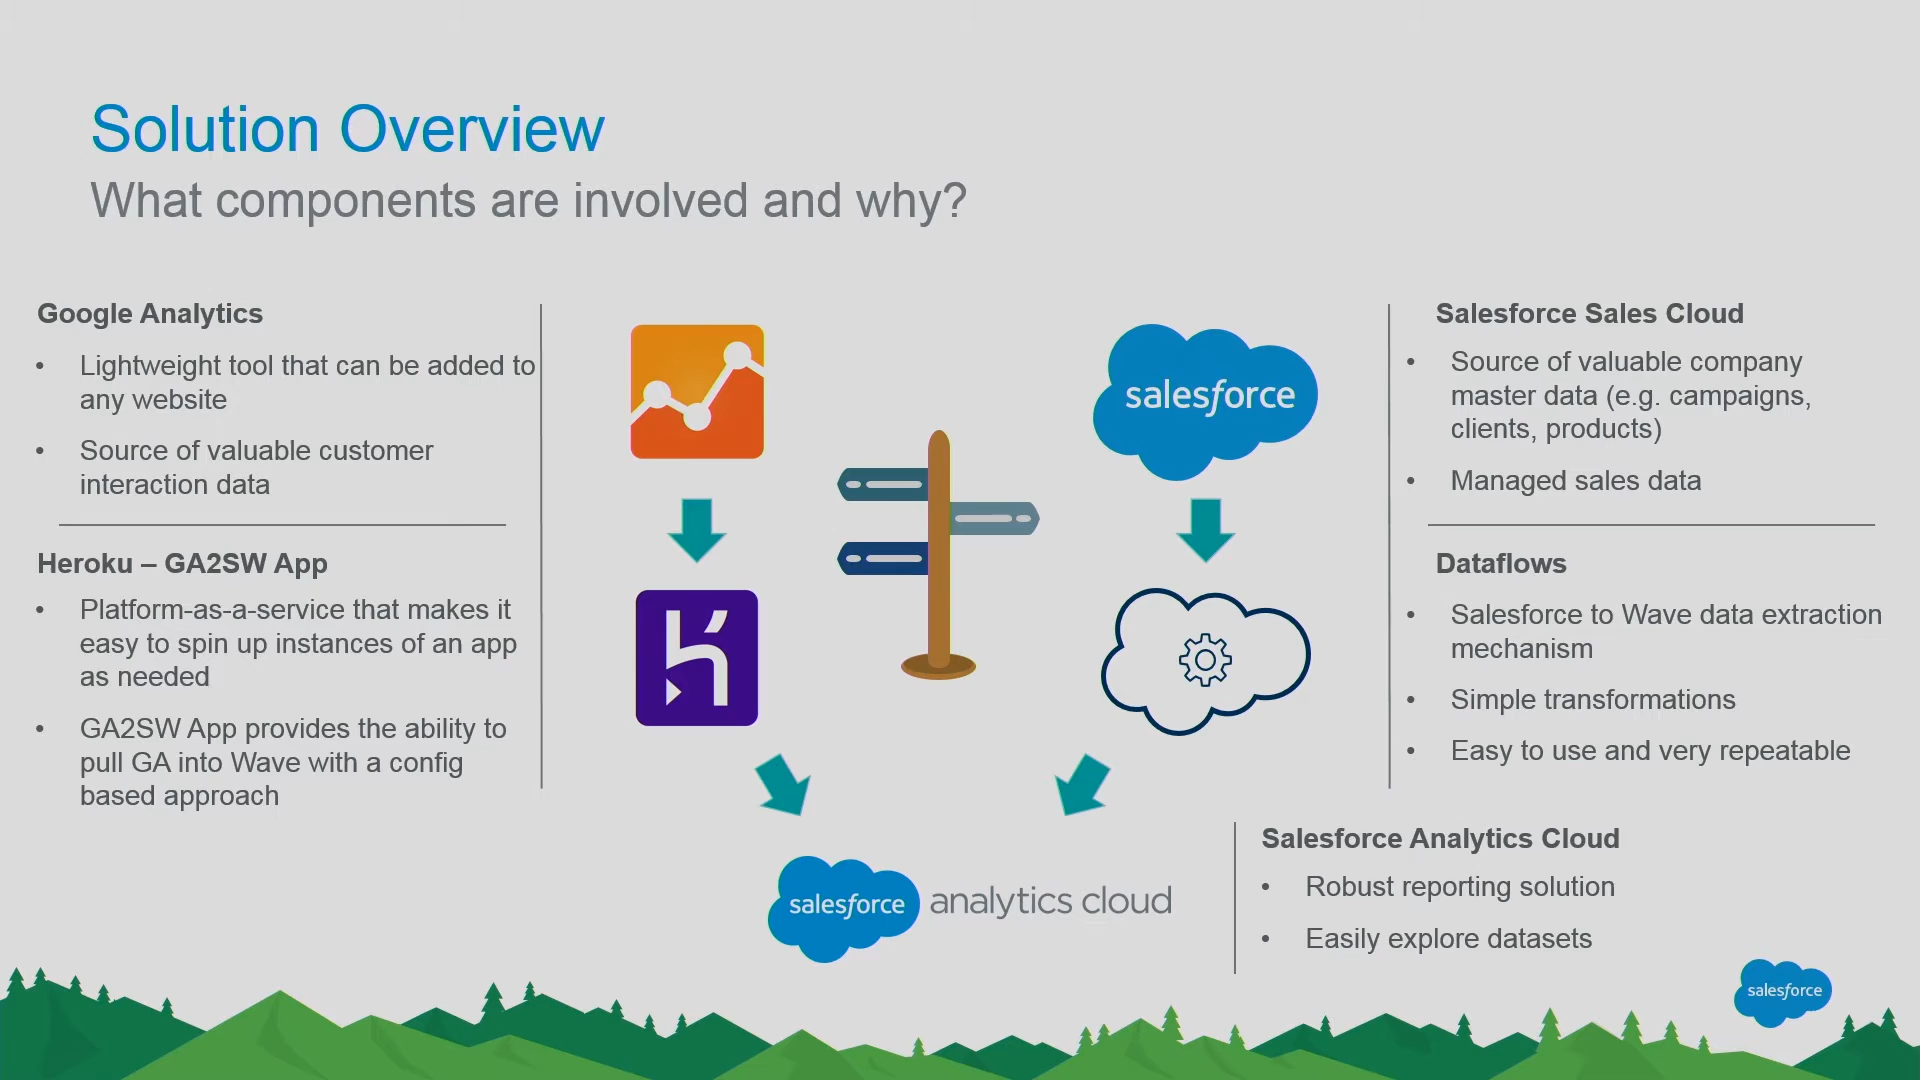 Solution Overview
What components are involved and why?
Google Analytics
• Lightweight tool that can be added to
any website
• Source of valuable customer
interaction data
Heroku – GA2SW App
• Platform-as-a-service that makes it
easy to spin up instances of an app
as needed
• GA2SW App provides the ability to
pull GA into Wave with a config
based approach
salesforce
Salesforce Sales Cloud
• Source of valuable company
master data (e.g. campaigns,
clients, products)
• Managed sales data
Dataflows
• Salesforce to Wave data extraction
mechanism
• Simple transformations
• Easy to use and very repeatable
salesforce analytics cloud
Salesforce Analytics Cloud
• Robust reporting solution
• Easily explore datasets
salesforce